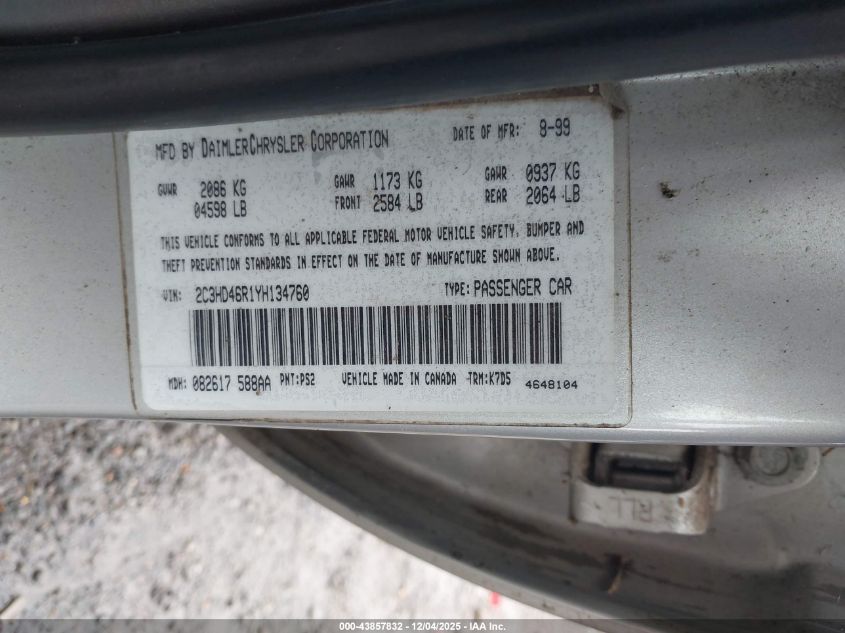 MFD BY DAIMLERCHRYSLER CORPORATION DATE OF MFR: 8-99
GVWR 2086 KG GAWR 1173 KG GAWR 0937 KG
04598 LB FRONT 2584 LB REAR 2064 LB
THIS VEHICLE CONFORMS TO ALL APPLICABLE FEDERAL MOTOR VEHICLE SAFETY, BUMPER AND
THEFT PREVENTION STANDARDS IN EFFECT ON THE DATE OF MANUFACTURE SHOWN ABOVE.
VIN: 2C3HD46R1YH134760 TYPE: PASSENGER CAR
MDH: 082617 588AA PNT:PS2 VEHICLE MADE IN CANADA TRM:K7D5 4648104
000-43857832 - 12/04/2025 - IAA Inc.